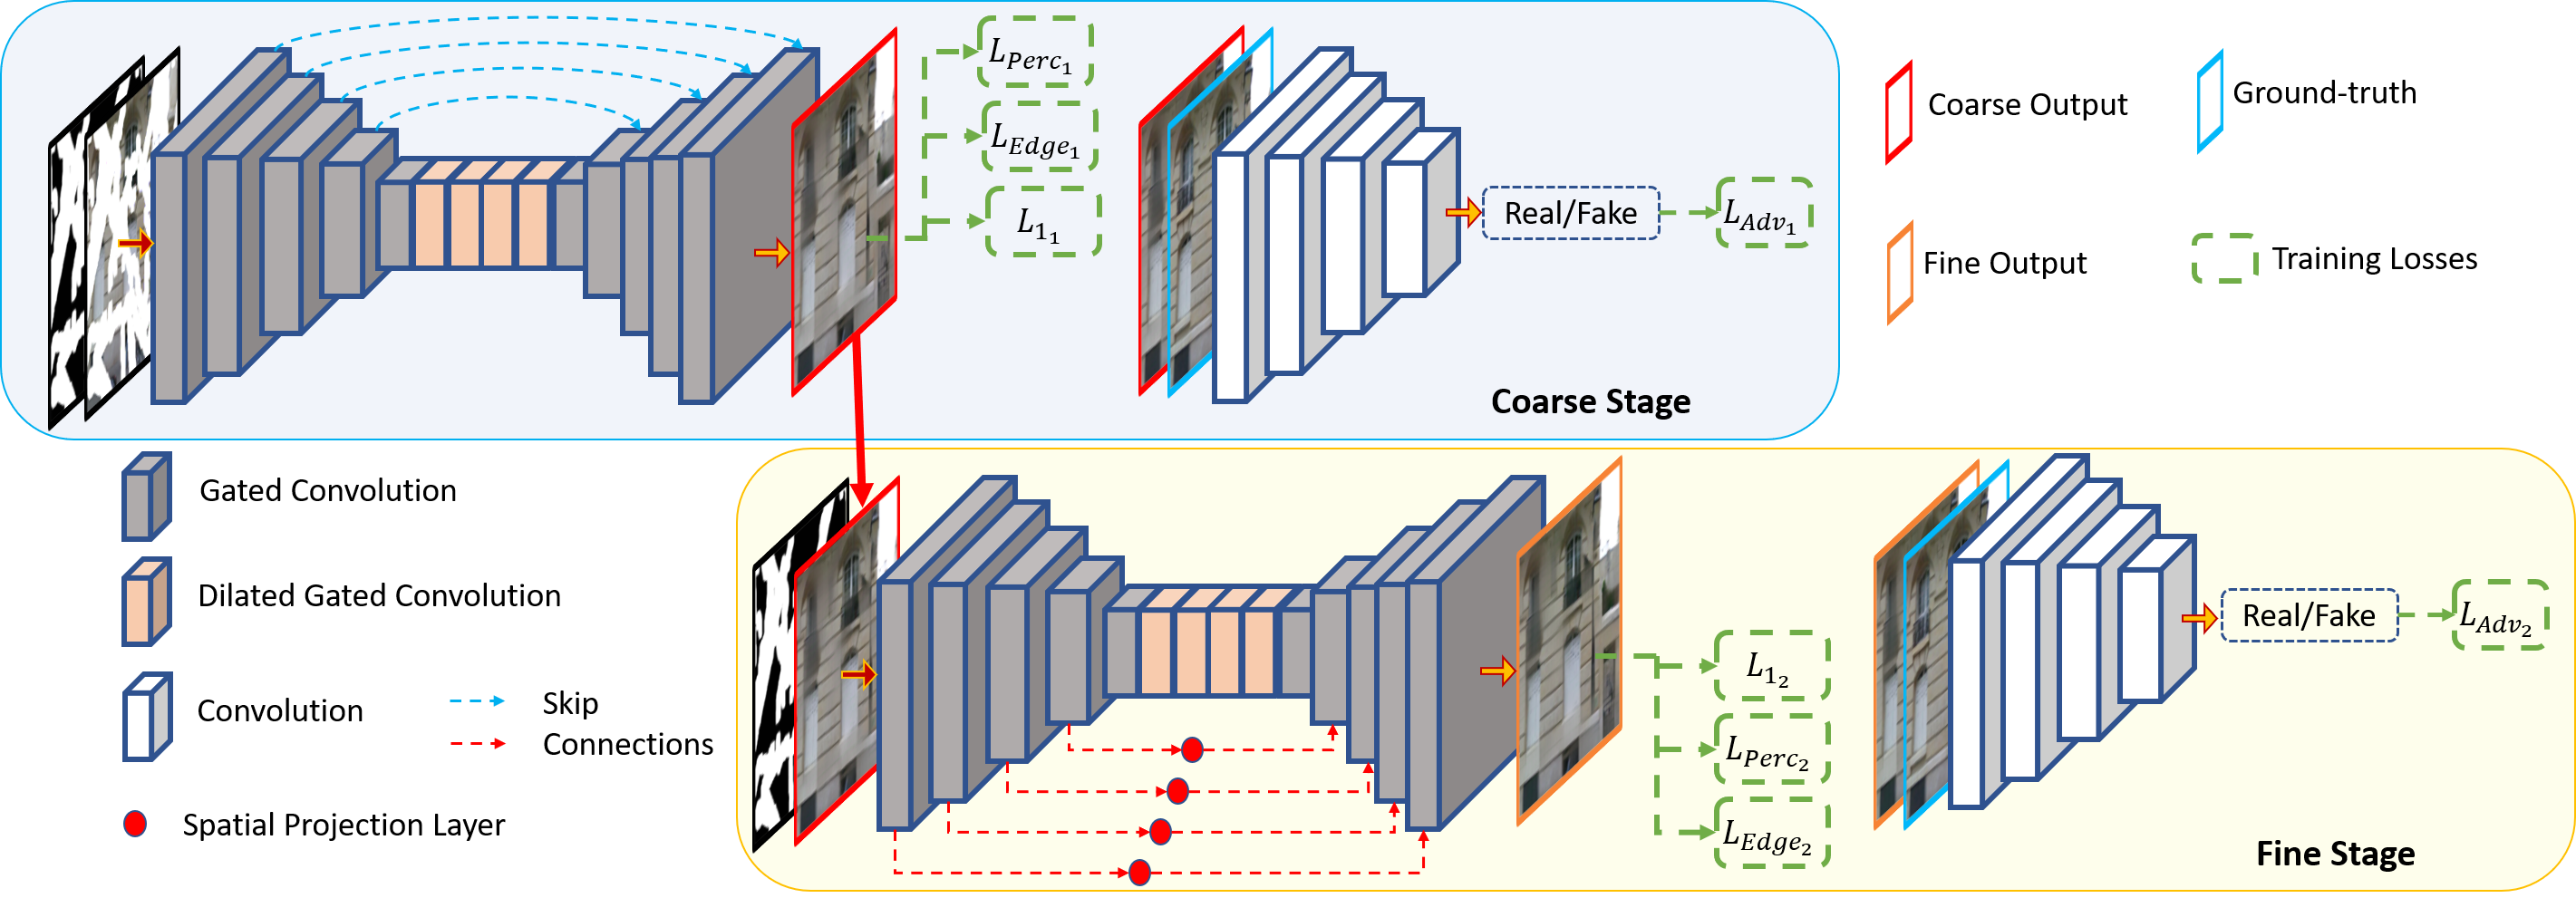 L_{Perc_1}
L_{Edge_1}
L_{1_1}
Real/Fake
L_{Adv_1}
Coarse Stage
Coarse Output
Ground-truth
Fine Output
Training Losses
Gated Convolution
Dilated Gated Convolution
Convolution
Skip
Connections
Spatial Projection Layer
L_{1_2}
L_{Perc_2}
L_{Edge_2}
Real/Fake
L_{Adv_2}
Fine Stage